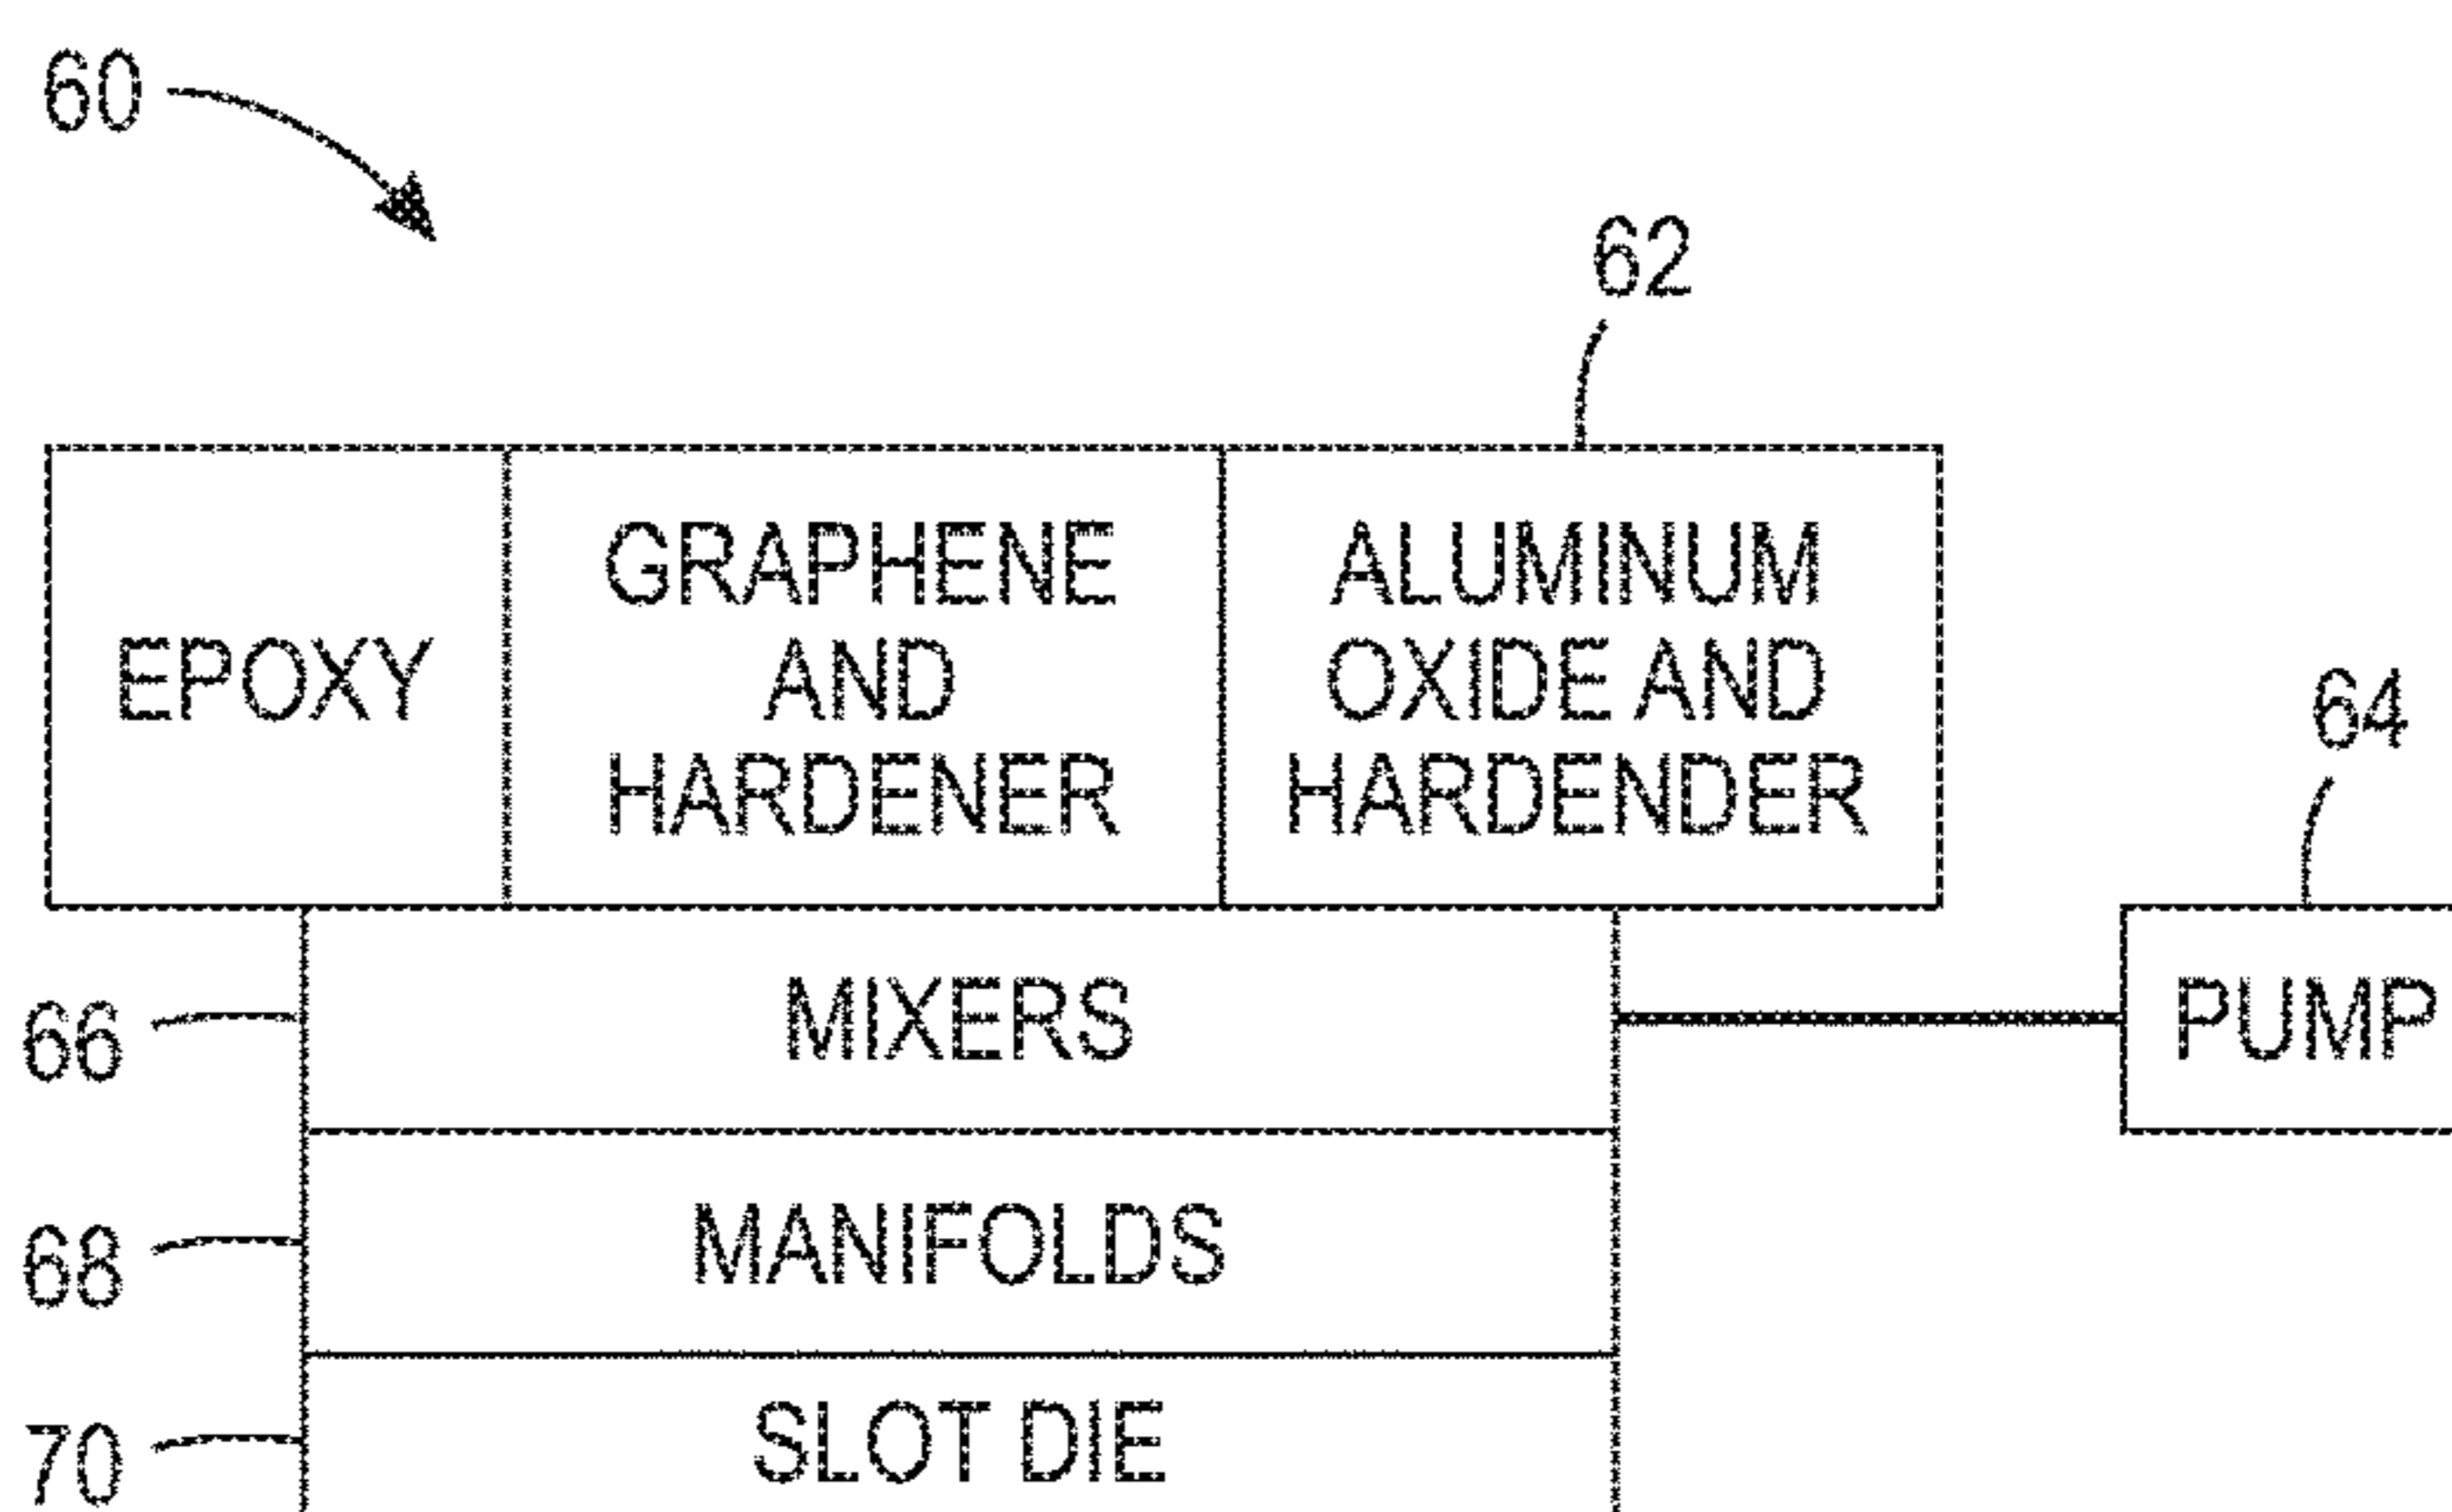 60
62
GRAPHENE
AND
HARDENER
ALUMINUM
OXIDE AND
HARDENDER
EPOXY
64
66
MIXERS
PUMP
68
MANIFOLDS
70
SLOT DIE